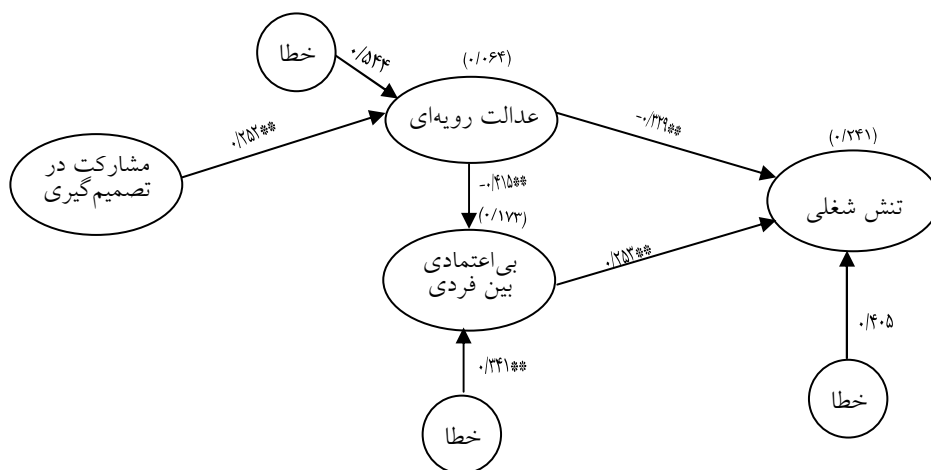 خطا
۰/۵۴۴
(۰/۰۶۴)
عدالت رویه‌ای
-۰/۳۲۹**
(۰/۲۴۱)
۰/۲۵۲**
مشارکت در
تصمیم‌گیری
-۰/۴۱۵**
تنش شغلی
(۰/۱۷۳)
بی‌اعتمادی
بین فردی
۰/۲۵۳**
۰/۴۰۵
۰/۳۴۱**
خطا
خطا